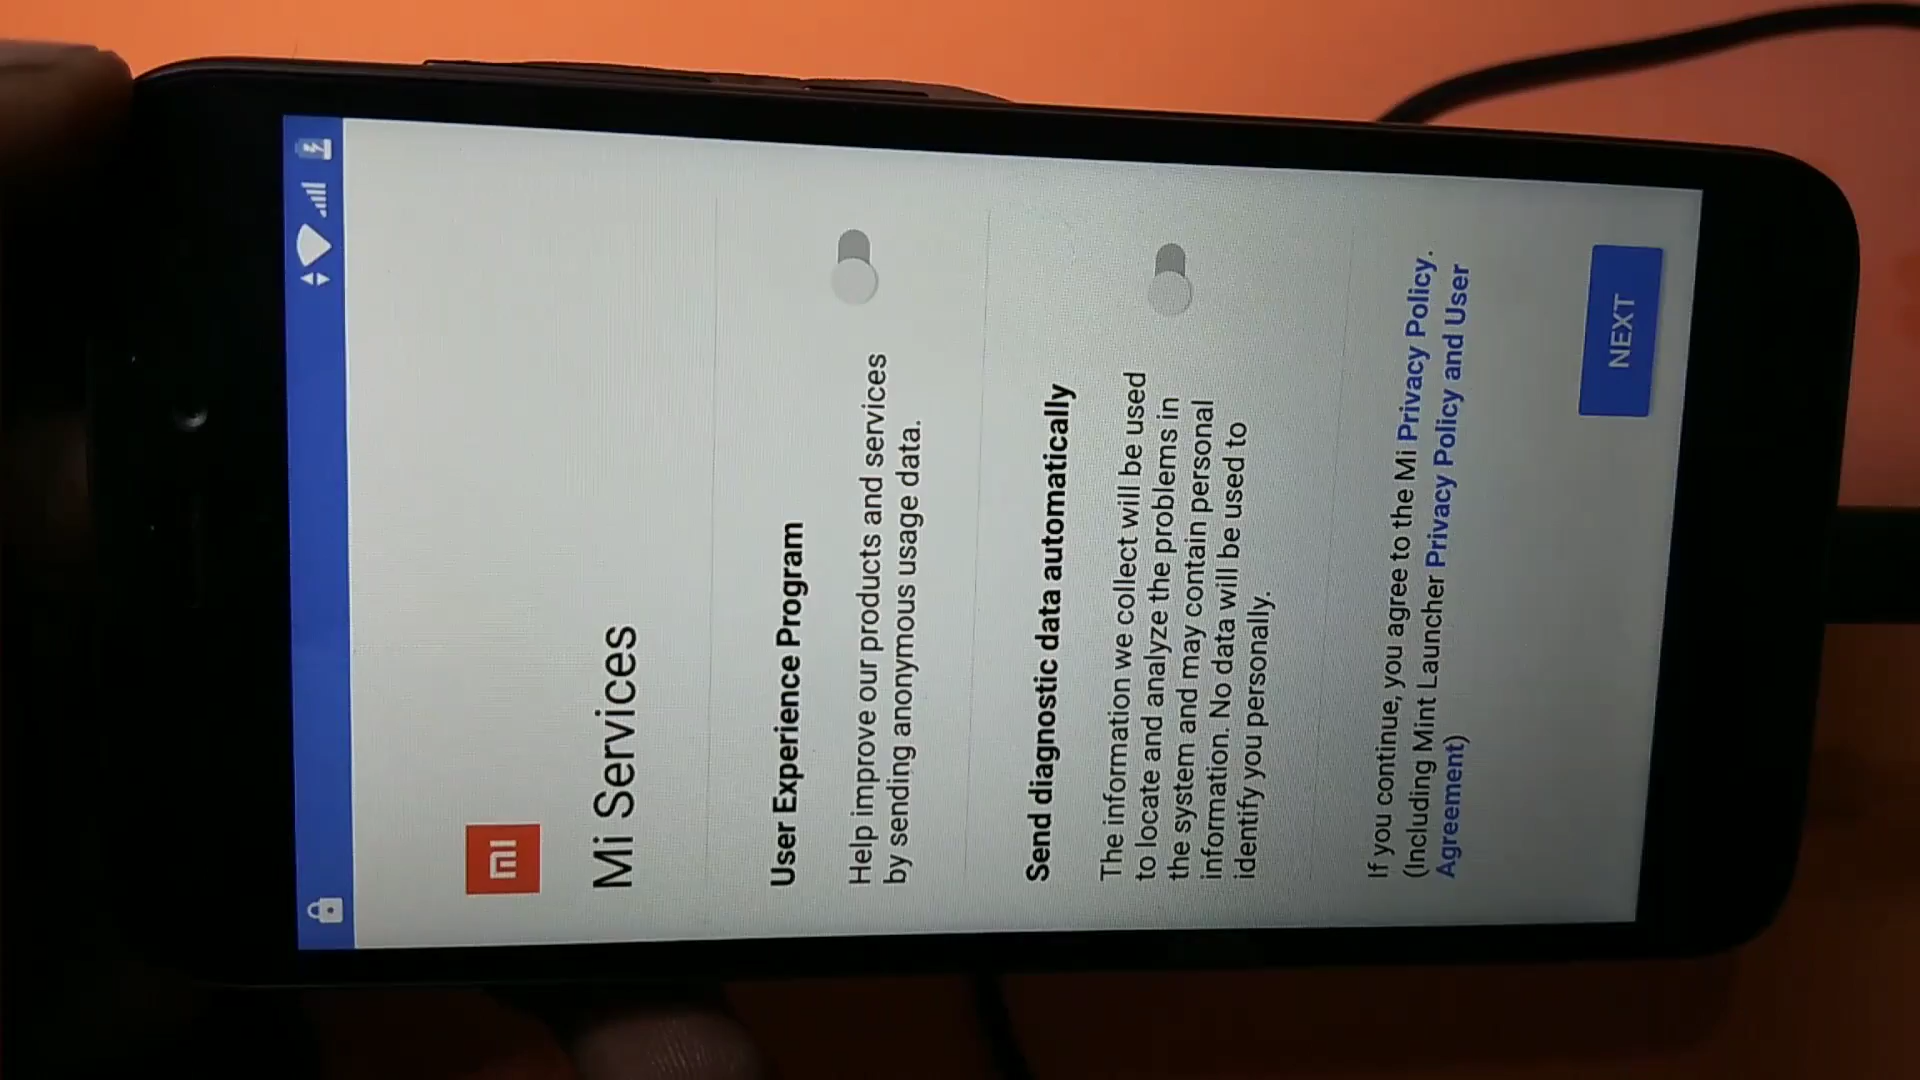 mi
Mi Services
User Experience Program
Help improve our products and services
by sending anonymous usage data.
Send diagnostic data automatically
The information we collect will be used
to locate and analyze the problems in
the system and may contain personal
information. No data will be used to
identify you personally.
If you continue, you agree to the Mi Privacy Policy.
(Including Mint Launcher Privacy Policy and User
Agreement)
NEXT